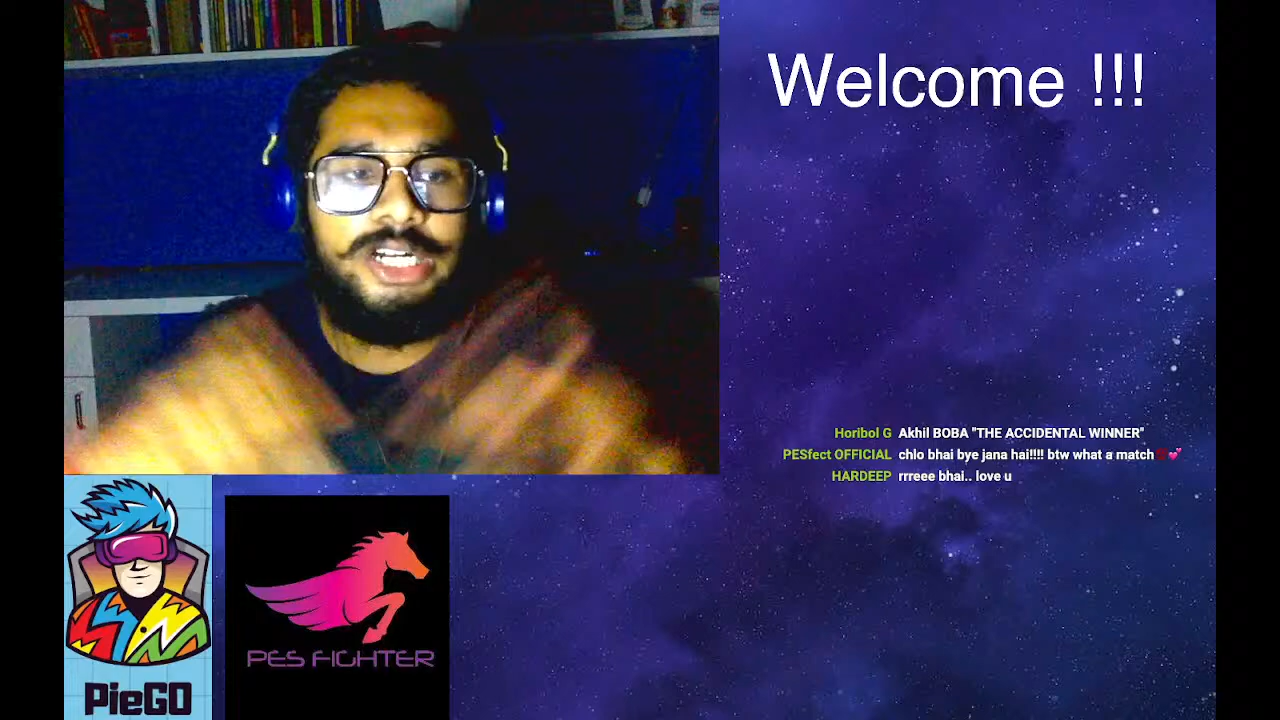 Welcome !!!
Horibol G Akhil BOBA "THE ACCIDENTAL WINNER"
PESfect OFFICIAL chlo bhai bye jana hai!!!! btw what a match💕
HARDEEP rrreee bhai.. love u
PES FIGHTER
PieGO